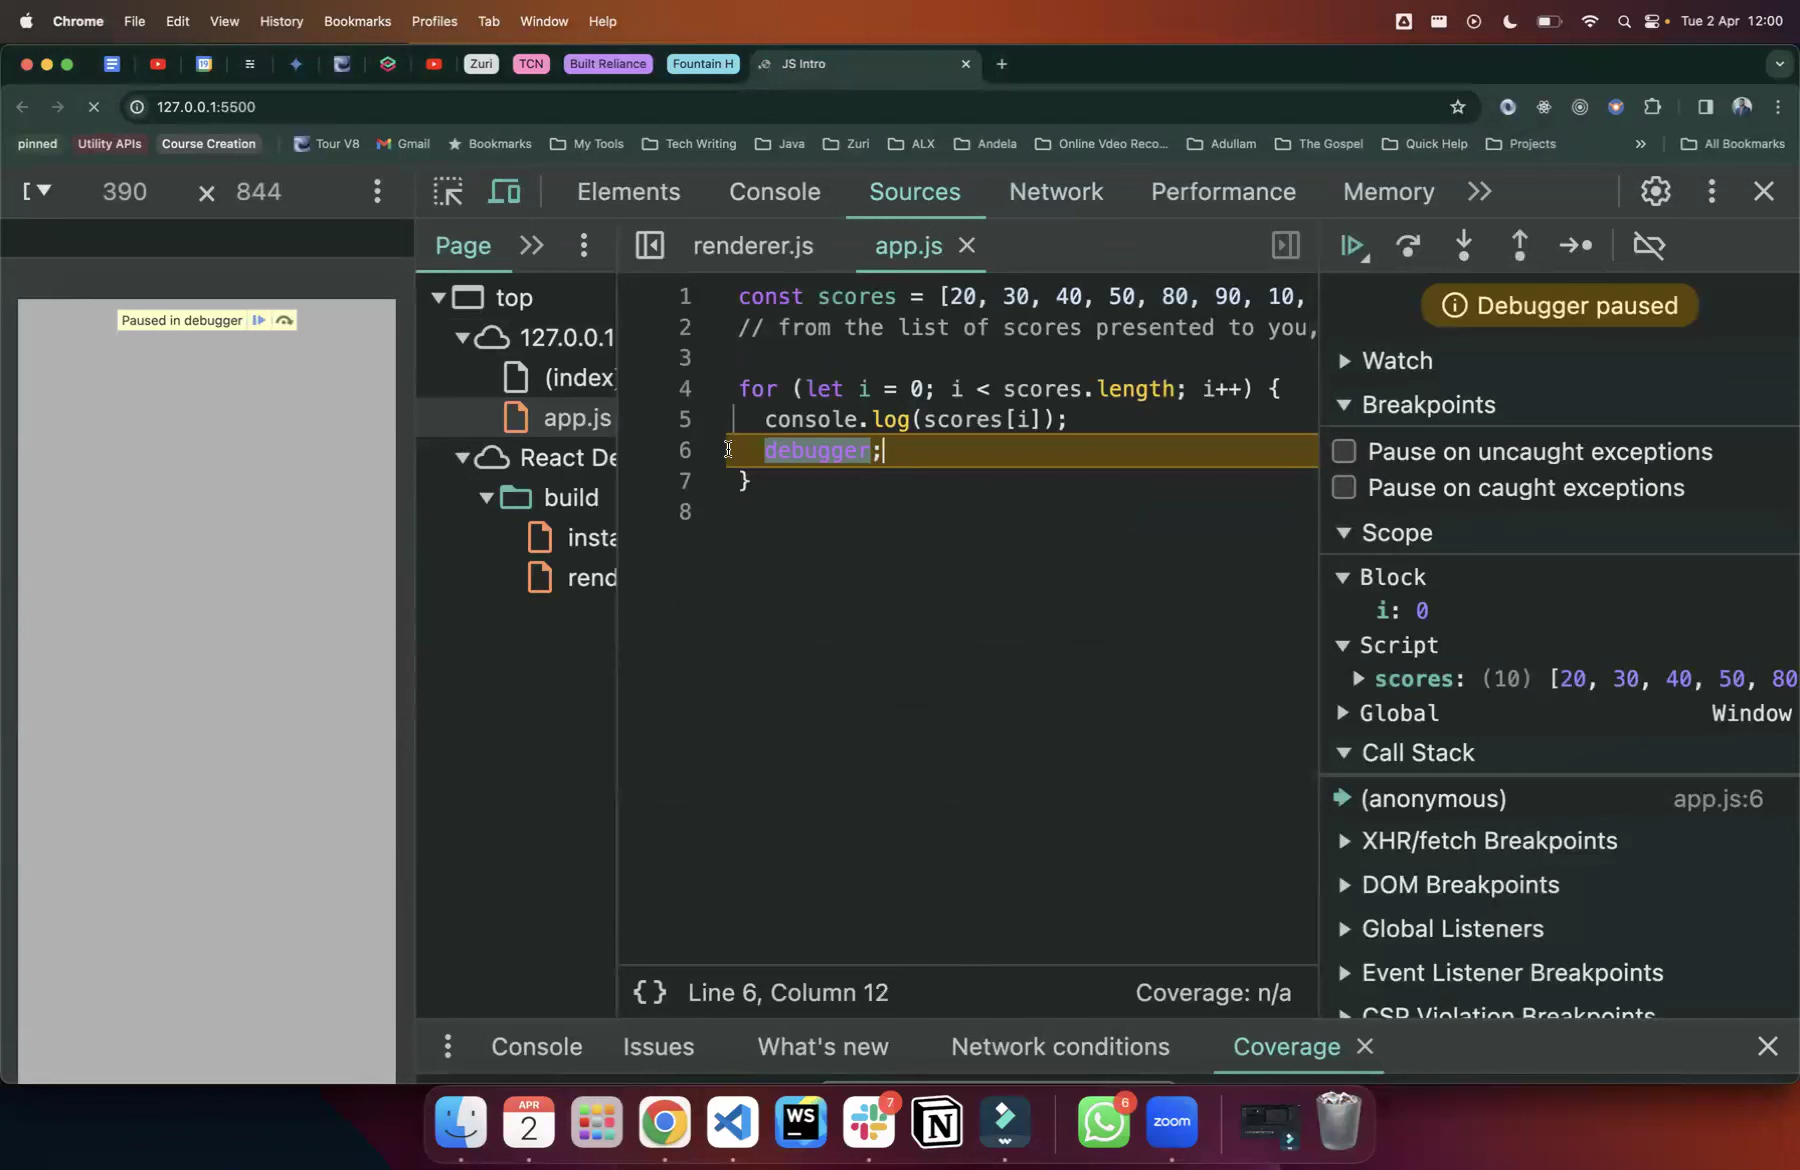 Chrome File Edit View History Bookmarks Profiles Tab Window Help Tue 2 Apr 12:00
Zuri TCN Built Reliance Fountain H JS Intro
127.0.0.1:5500
pinned Utility APIs Course Creation Tour V8 Gmail Bookmarks My Tools Tech Writing Java Zuri ALX Andela Online Vdeo Reco... Adullam The Gospel Quick Help Projects » All Bookmarks
390 × 844 Elements Console Sources Network Performance Memory »
Page » renderer.js app.js
top
127.0.0.1
(index)
app.js
React De
build
insta
rend
Paused in debugger
1 const scores = [20, 30, 40, 50, 80, 90, 10,
2 // from the list of scores presented to you,
3
4 for (let i = 0; i < scores.length; i++) {
5 console.log(scores[i]);
6 debugger;
7 }
8
{ } Line 6, Column 12 Coverage: n/a
Debugger paused
Watch
Breakpoints
Pause on uncaught exceptions
Pause on caught exceptions
Scope
Block
i: 0
Script
scores: (10) [20, 30, 40, 50, 80
Global Window
Call Stack
(anonymous) app.js:6
XHR/fetch Breakpoints
DOM Breakpoints
Global Listeners
Event Listener Breakpoints
CSP Violation Breakpoints
Console Issues What's new Network conditions Coverage
APR
2
WS
7
6
zoom